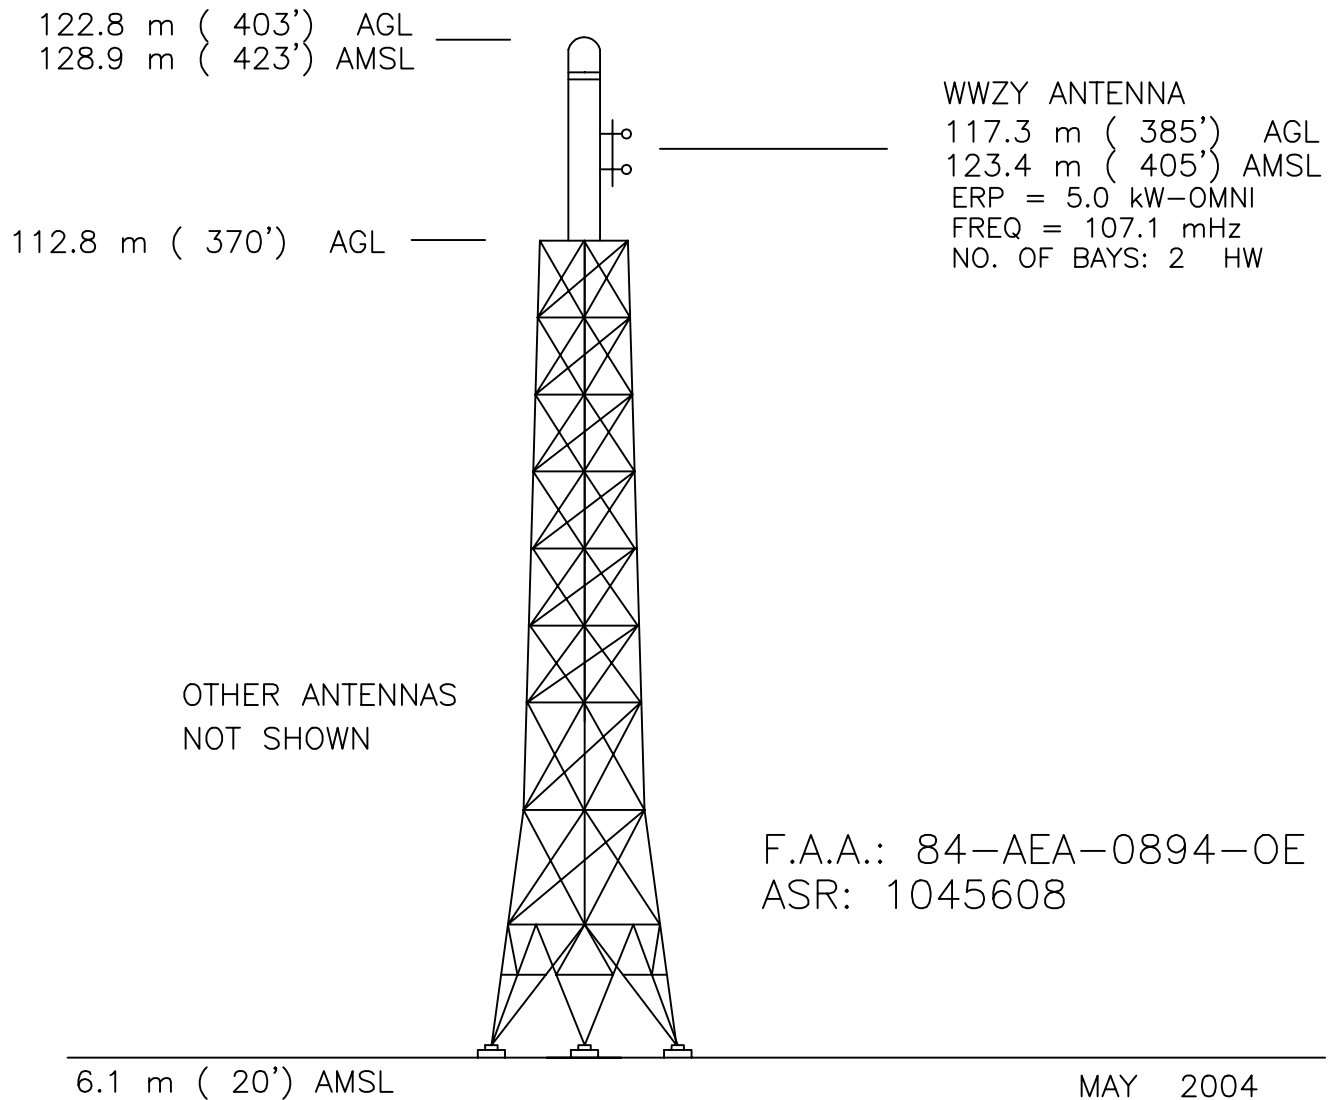 122.8 m ( 403') AGL
128.9 m ( 423') AMSL
WWZY ANTENNA
117.3 m ( 385') AGL
123.4 m ( 405') AMSL
ERP = 5.0 kW-OMNI
FREQ = 107.1 mHz
NO. OF BAYS: 2 HW
112.8 m ( 370') AGL
OTHER ANTENNAS
NOT SHOWN
F.A.A.: 84-AEA-0894-OE
ASR: 1045608
6.1 m ( 20') AMSL
MAY 2004